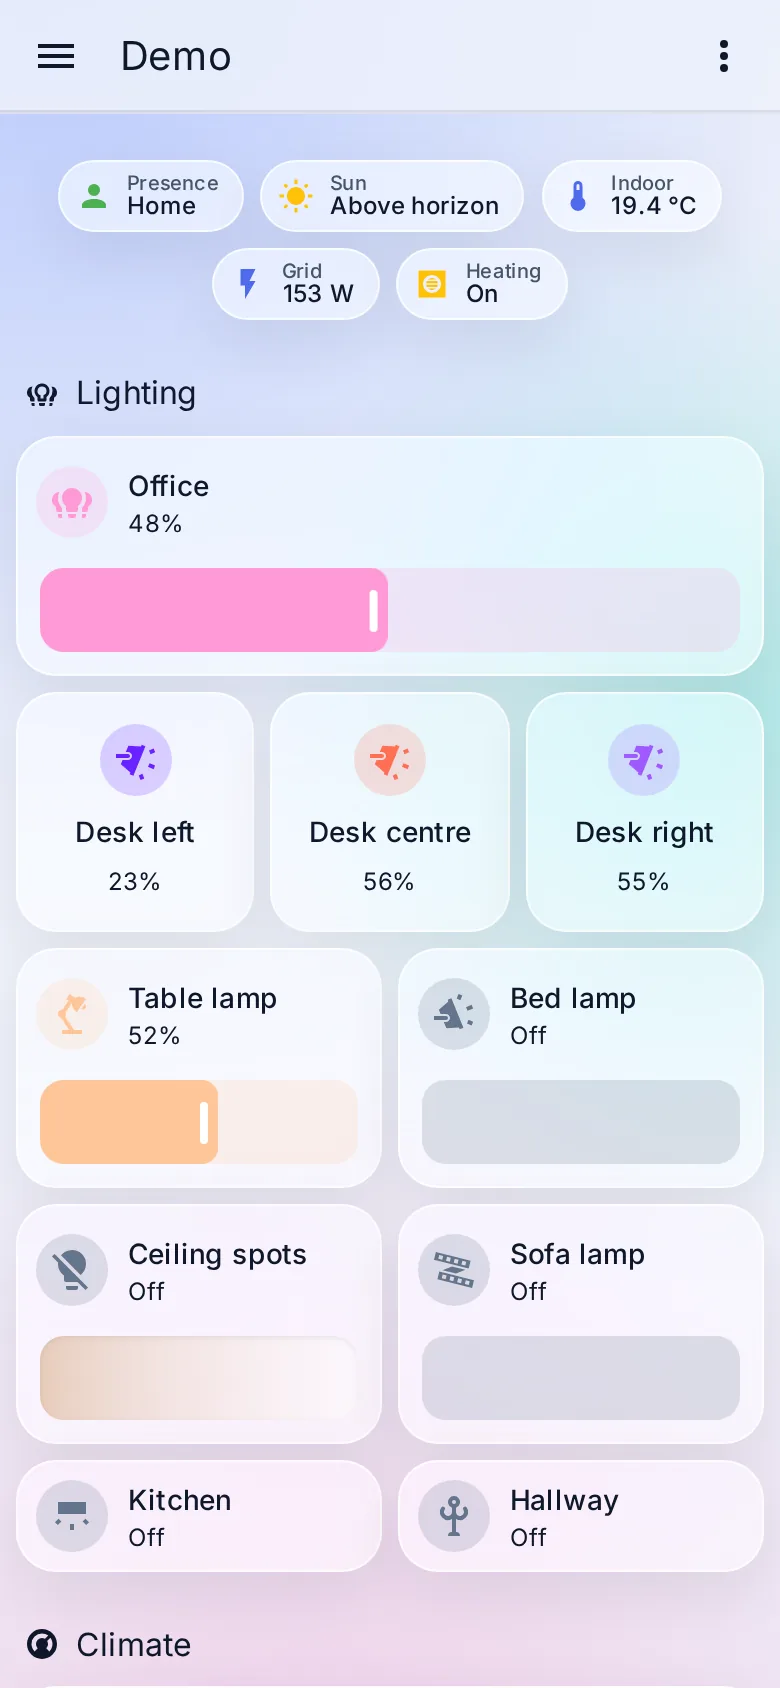 Demo
Presence
Home
Sun
Above horizon
Indoor
19.4 °C
Grid
153 W
Heating
On
Lighting
Office
48%
Desk left
23%
Desk centre
56%
Desk right
55%
Table lamp
52%
Bed lamp
Off
Ceiling spots
Off
Sofa lamp
Off
Kitchen
Off
Hallway
Off
Climate